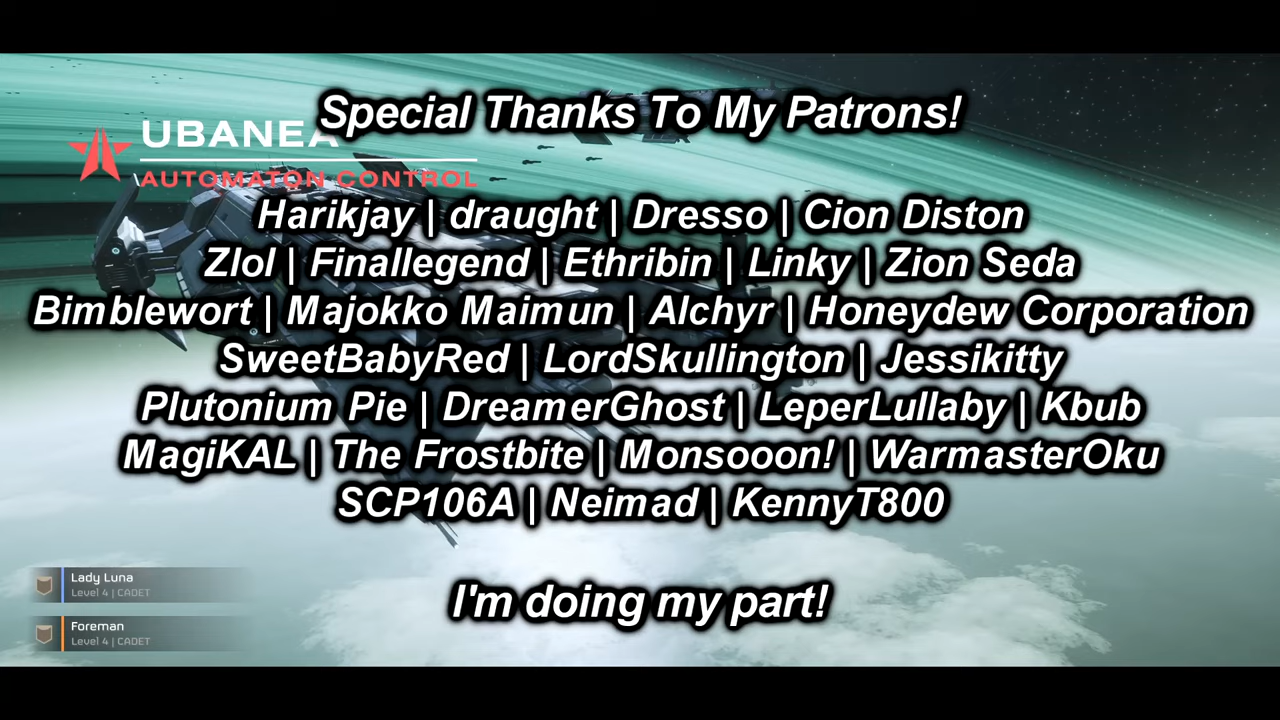 Special Thanks To My Patrons!
UBANEA
AUTOMATON CONTROL
Harikjay | draught | Dresso | Cion Diston
Zlol | Finallegend | Ethribin | Linky | Zion Seda
Bimblewort | Majokko Maimun | Alchyr | Honeydew Corporation
SweetBabyRed | LordSkullington | Jessikitty
Plutonium Pie | DreamerGhost | LeperLullaby | Kbub
MagiKAL | The Frostbite | Monsooon! | WarmasterOku
SCP106A | Neimad | KennyT800
I'm doing my part!
Lady Luna
Level 4 | CADET
Foreman
Level 4 | CADET